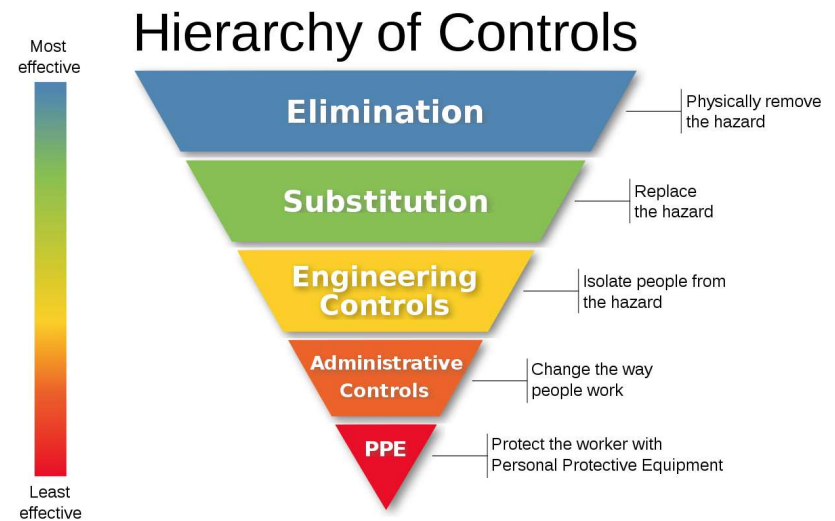 Hierarchy of Controls
Most
effective
Elimination
Physically remove
the hazard
Substitution
Replace
the hazard
Engineering
Controls
Isolate people from
the hazard
Administrative
Controls
Change the way
people work
PPE
Protect the worker with
Personal Protective Equipment
Least
effective